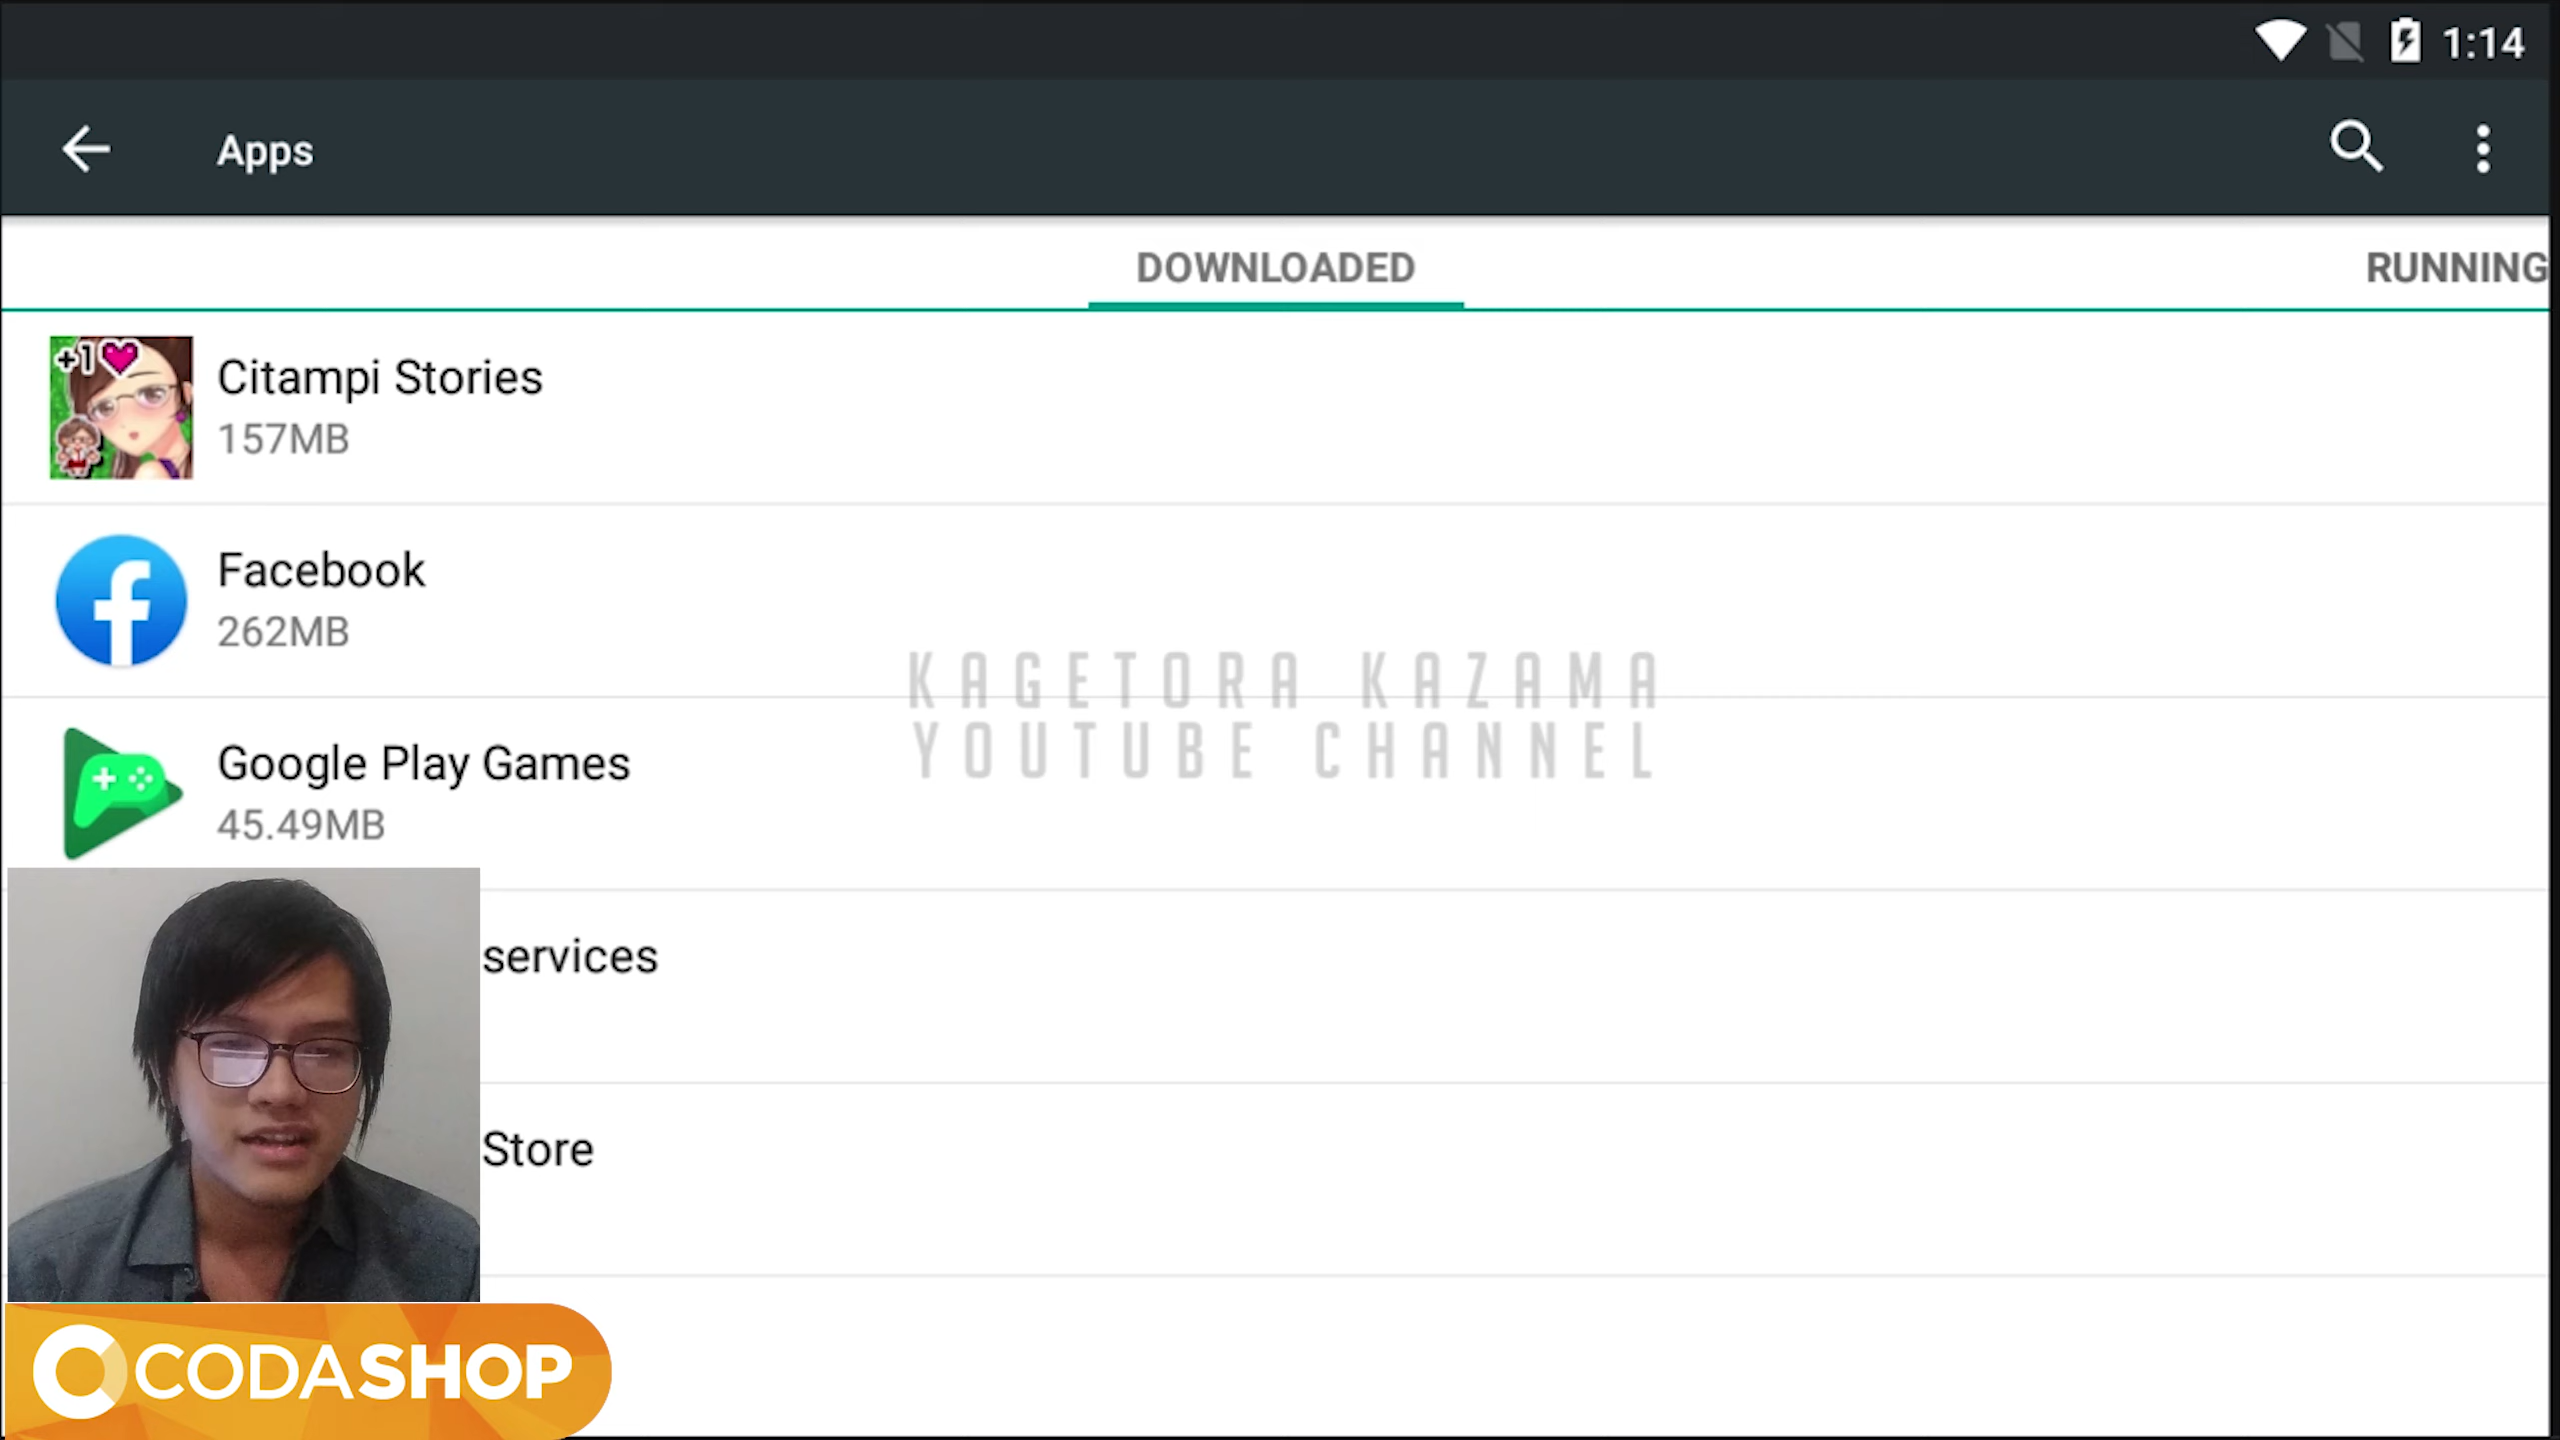 1:14
Apps
DOWNLOADED
RUNNING
+1
Citampi Stories
157MB
Facebook
262MB
KAGETORA KAZAMA
YOUTUBE CHANNEL
Google Play Games
45.49MB
services
Store
CODASHOP